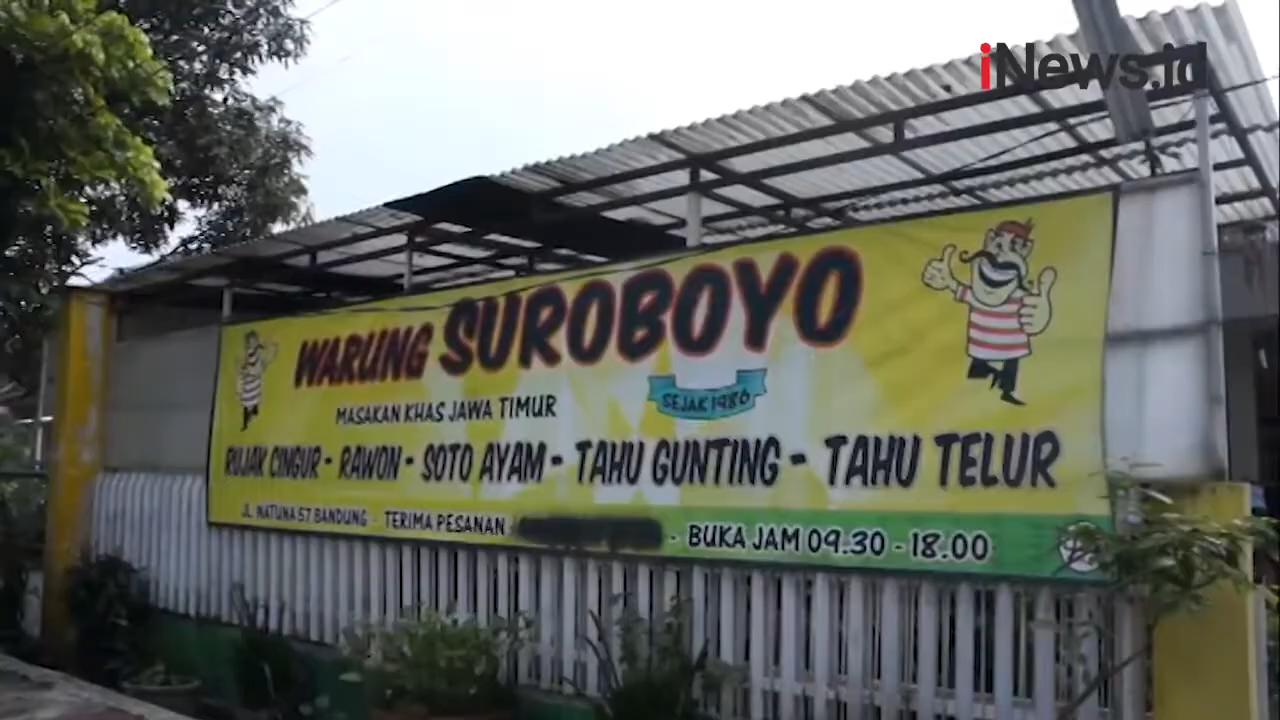 iNews.id
WARUNG SUROBOYO
SEJAK 1986
MASAKAN KHAS JAWA TIMUR
RUJAK CINGUR - RAWON - SOTO AYAM - TAHU GUNTING - TAHU TELUR
JL. NATUNA 57 BANDUNG - TERIMA PESANAN - BUKA JAM 09.30 - 18.00